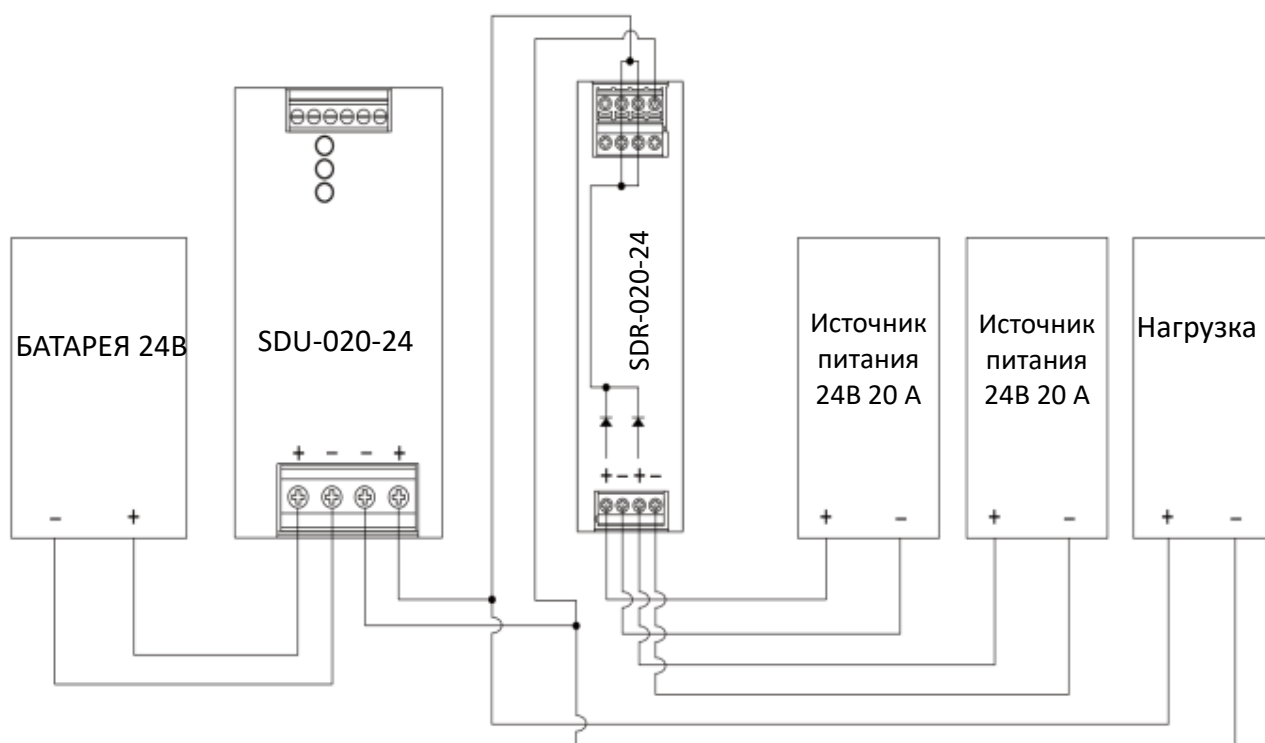 БАТАРЕЯ 24В
SDU-020-24
SDR-020-24
Источник
питания
24В 20 А
Источник
питания
24В 20 А
Нагрузка
+ − − +
+ − + −
− +
+ −
+ −
+ −